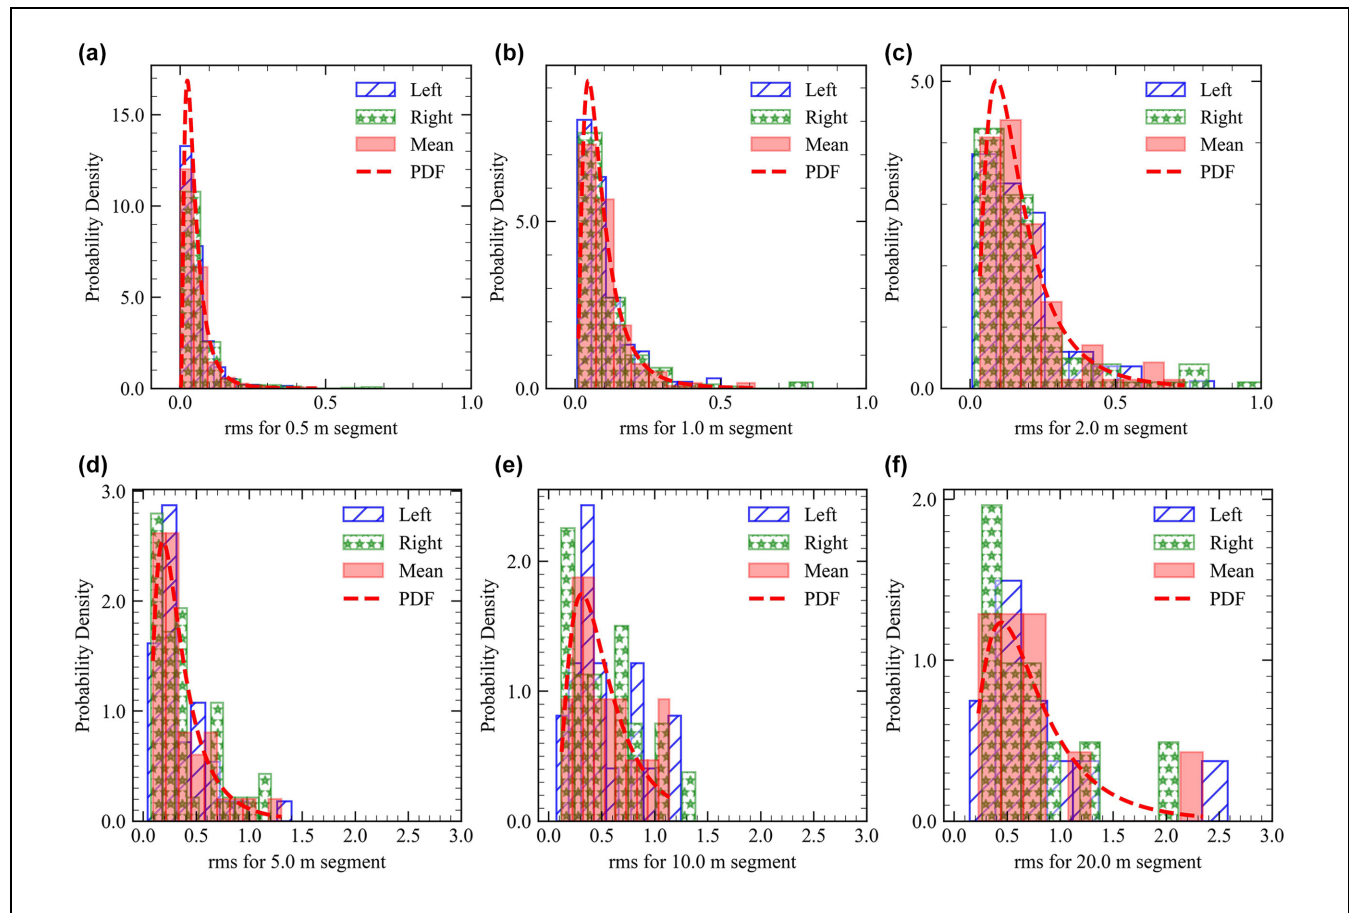 (a)
Probability Density
15.0
10.0
5.0
0.0
0.0 0.5 1.0
rms for 0.5 m segment
Left
Right
Mean
PDF
(b)
Probability Density
5.0
0.0
0.0 0.5 1.0
rms for 1.0 m segment
Left
Right
Mean
PDF
(c)
Probability Density
5.0
0.0
0.0 0.5 1.0
rms for 2.0 m segment
Left
Right
Mean
PDF
(d)
Probability Density
3.0
2.0
1.0
0.0
0.0 0.5 1.0 1.5 2.0 2.5 3.0
rms for 5.0 m segment
Left
Right
Mean
PDF
(e)
Probability Density
2.0
1.0
0.0
0.0 0.5 1.0 1.5 2.0 2.5 3.0
rms for 10.0 m segment
Left
Right
Mean
PDF
(f)
Probability Density
2.0
1.0
0.0
0.0 0.5 1.0 1.5 2.0 2.5 3.0
rms for 20.0 m segment
Left
Right
Mean
PDF